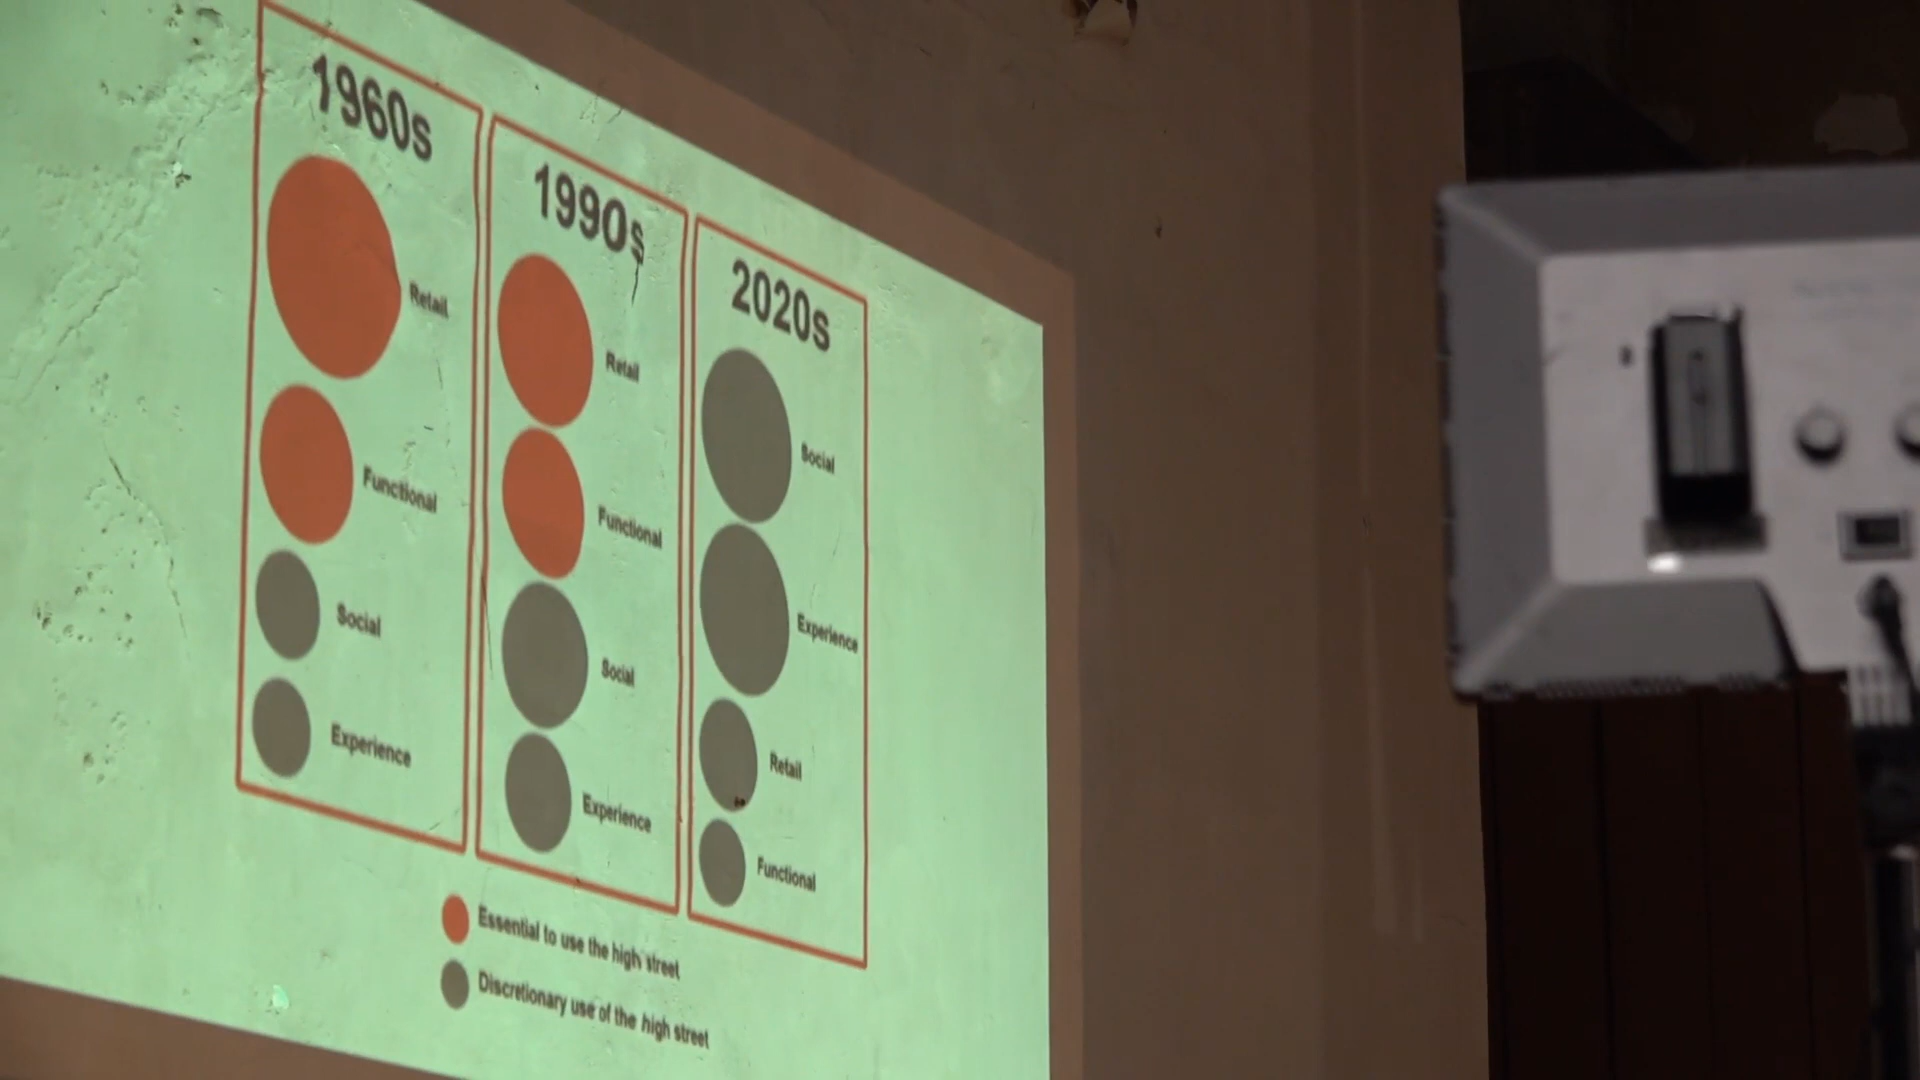 1960s
Retail
Functional
Social
Experience
1990s
Retail
Functional
Social
Experience
2020s
Social
Experience
Retail
Functional
Essential to use the high street
Discretionary use of the high street